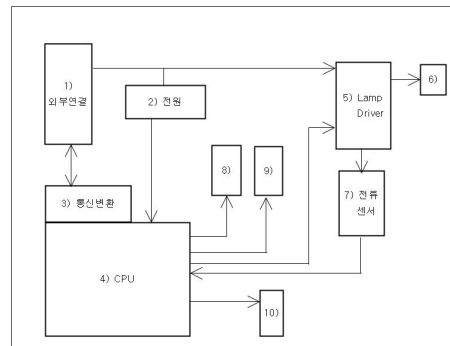 1)
외부연결
2) 전원
3) 통신변환
4) CPU
5) Lamp
Driver
6)
7) 전류
센서
8)
9)
10)